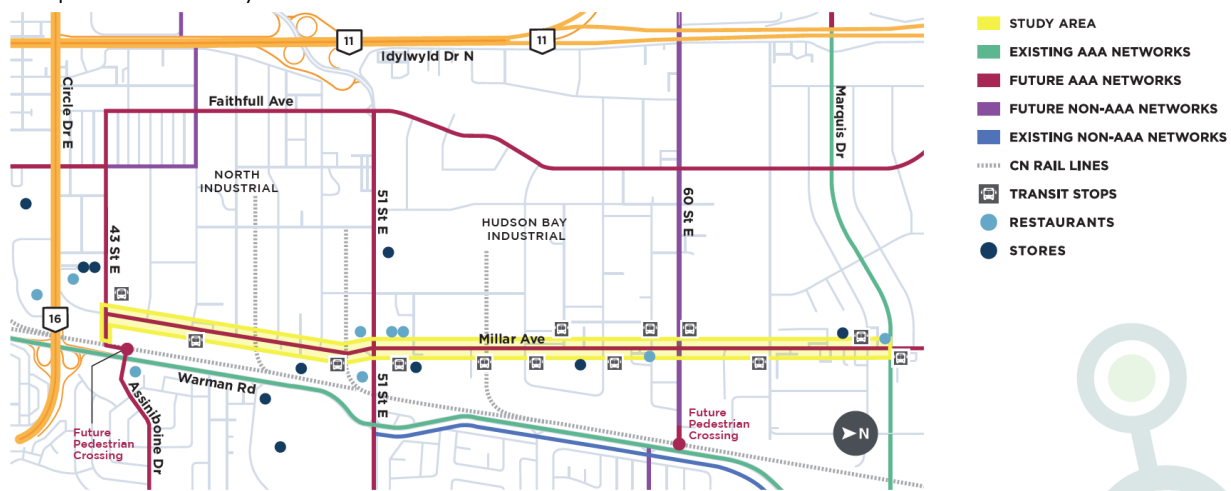 11
11
Idylwyld Dr N
Circle Dr E
Faithfull Ave
Marquis Dr
NORTH
INDUSTRIAL
43 St E
51 St E
HUDSON BAY
INDUSTRIAL
60 St E
16
Millar Ave
Warman Rd
Assiniboine Dr
51 St E
Future
Pedestrian
Crossing
Future
Pedestrian
Crossing
N
STUDY AREA
EXISTING AAA NETWORKS
FUTURE AAA NETWORKS
FUTURE NON-AAA NETWORKS
EXISTING NON-AAA NETWORKS
CN RAIL LINES
TRANSIT STOPS
RESTAURANTS
STORES